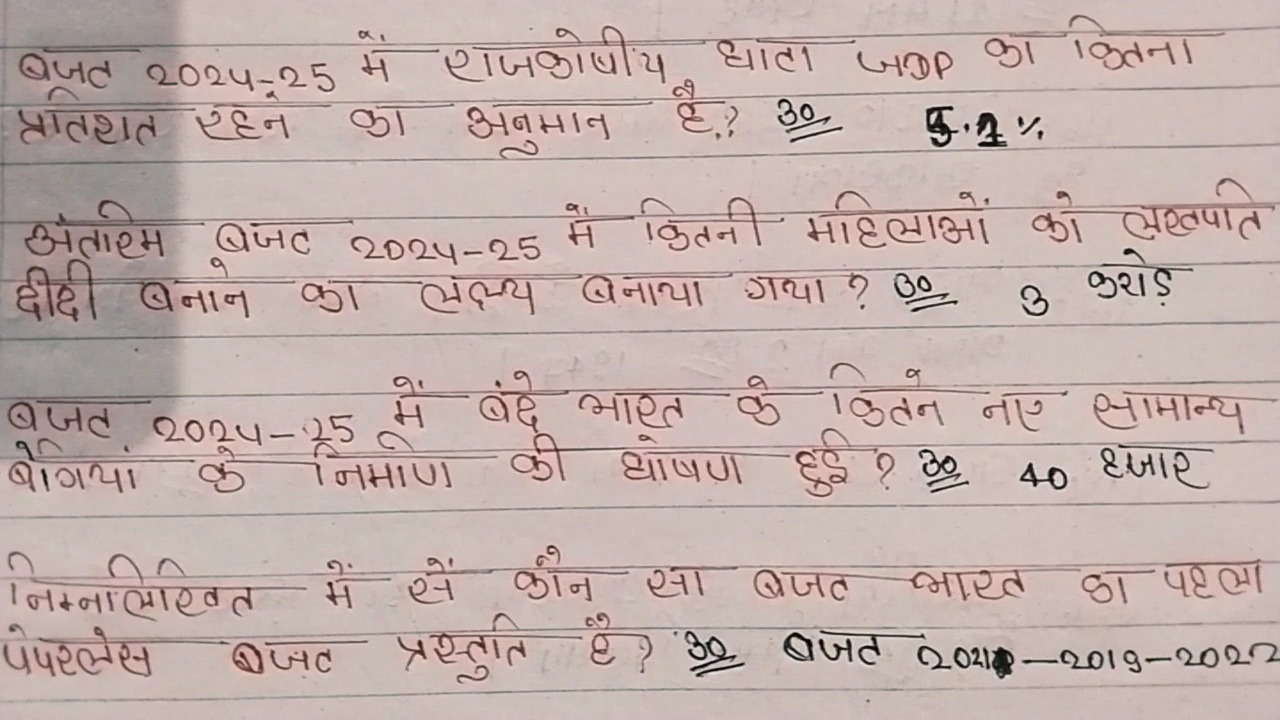 बजट 2024-25 में राजकोषीय घाटा GDP का कितना
प्रतिशत रहने का अनुमान है? उ० 5.1%
अंतरिम बजट 2024-25 में कितनी महिलाओं को लखपति
दीदी बनाने का लक्ष्य बनाया गया? उ० 3 करोड़
बजट 2024-25 में वंदे भारत के कितने नए सामान्य
बोगियों के निर्माण की घोषण हुई? उ० 40 हजार
निम्नलिखित में से कौन सा बजट भारत का पहला
पेपरलेस बजट प्रस्तुति है? उ० बजट -2019-2022